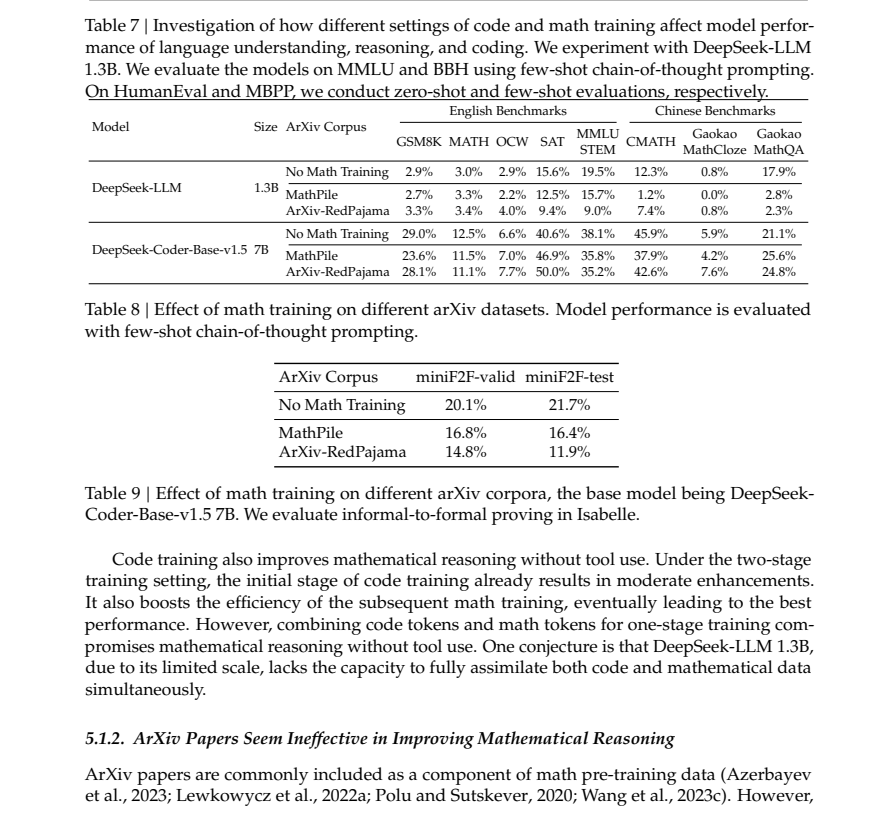 Table 7 | Investigation of how different settings of code and math training affect model perfor-
mance of language understanding, reasoning, and coding. We experiment with DeepSeek-LLM
1.3B. We evaluate the models on MMLU and BBH using few-shot chain-of-thought prompting.
On HumanEval and MBPP, we conduct zero-shot and few-shot evaluations, respectively.
English Benchmarks Chinese Benchmarks
Model Size ArXiv Corpus
GSM8K MATH OCW SAT MMLU STEM CMATH Gaokao MathCloze Gaokao MathQA
No Math Training 2.9% 3.0% 2.9% 15.6% 19.5% 12.3% 0.8% 17.9%
DeepSeek-LLM 1.3B
MathPile 2.7% 3.3% 2.2% 12.5% 15.7% 1.2% 0.0% 2.8%
ArXiv-RedPajama 3.3% 3.4% 4.0% 9.4% 9.0% 7.4% 0.8% 2.3%
No Math Training 29.0% 12.5% 6.6% 40.6% 38.1% 45.9% 5.9% 21.1%
DeepSeek-Coder-Base-v1.5 7B
MathPile 23.6% 11.5% 7.0% 46.9% 35.8% 37.9% 4.2% 25.6%
ArXiv-RedPajama 28.1% 11.1% 7.7% 50.0% 35.2% 42.6% 7.6% 24.8%
Table 8 | Effect of math training on different arXiv datasets. Model performance is evaluated
with few-shot chain-of-thought prompting.
ArXiv Corpus miniF2F-valid miniF2F-test
No Math Training 20.1% 21.7%
MathPile 16.8% 16.4%
ArXiv-RedPajama 14.8% 11.9%
Table 9 | Effect of math training on different arXiv corpora, the base model being DeepSeek-
Coder-Base-v1.5 7B. We evaluate informal-to-formal proving in Isabelle.
Code training also improves mathematical reasoning without tool use. Under the two-stage
training setting, the initial stage of code training already results in moderate enhancements.
It also boosts the efficiency of the subsequent math training, eventually leading to the best
performance. However, combining code tokens and math tokens for one-stage training com-
promises mathematical reasoning without tool use. One conjecture is that DeepSeek-LLM 1.3B,
due to its limited scale, lacks the capacity to fully assimilate both code and mathematical data
simultaneously.
5.1.2. ArXiv Papers Seem Ineffective in Improving Mathematical Reasoning
ArXiv papers are commonly included as a component of math pre-training data (Azerbayev
et al., 2023; Lewkowycz et al., 2022a; Polu and Sutskever, 2020; Wang et al., 2023c). However,